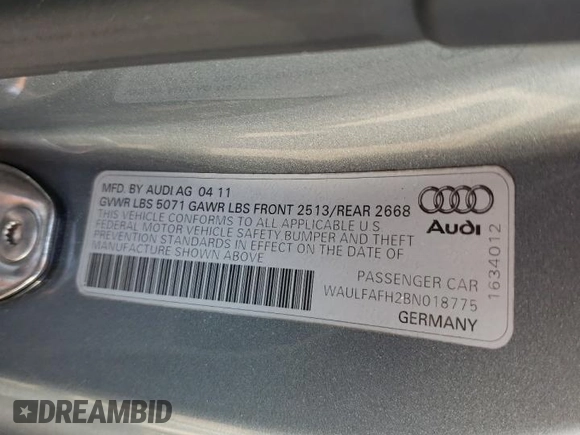 MFD. BY AUDI AG 04 11
GVWR LBS 5071 GAWR LBS FRONT 2513/REAR 2668
THIS VEHICLE CONFORMS TO ALL APPLICABLE U S
FEDERAL MOTOR VEHICLE SAFETY BUMPER AND THEFT
PREVENTION STANDARDS IN EFFECT ON THE DATE OF
MANUFACTURE SHOWN ABOVE
Audi
1634012
PASSENGER CAR
WAULFAFH2BN018775
GERMANY
DREAMBID